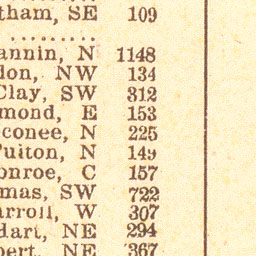 tham, SE 109
..........
annin, N 1148
don, NW 134
Clay, SW 312
mond, E 153
conee, N 225
Fulton, N 149
onroe, C 157
mas, SW 722
arroll, W 307
Hart, NE 294
bert, NE 367